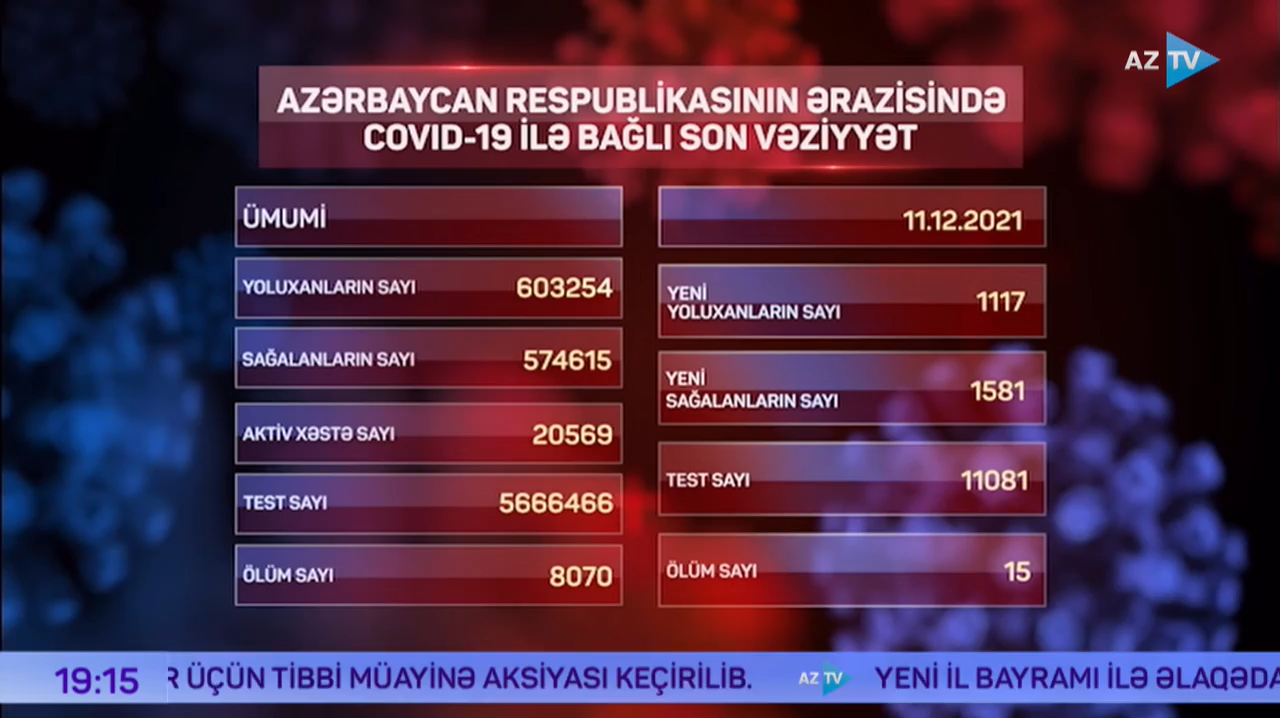 AZ TV
AZƏRBAYCAN RESPUBLİKASININ ƏRAZİSİNDƏ
COVID-19 İLƏ BAĞLI SON VƏZİYYƏT
ÜMUMİ
YOLUXANLARIN SAYI 603254
SAĞALANLARIN SAYI 574615
AKTİV XƏSTƏ SAYI 20569
TEST SAYI 5666466
ÖLÜM SAYI 8070
11.12.2021
YENİ
YOLUXANLARIN SAYI 1117
YENİ
SAĞALANLARIN SAYI 1581
TEST SAYI 11081
ÖLÜM SAYI 15
19:15 R ÜÇÜN TİBBİ MÜAYİNƏ AKSİYASI KEÇİRİLİB. AZ TV YENİ İL BAYRAMI İLƏ ƏLAQƏDA